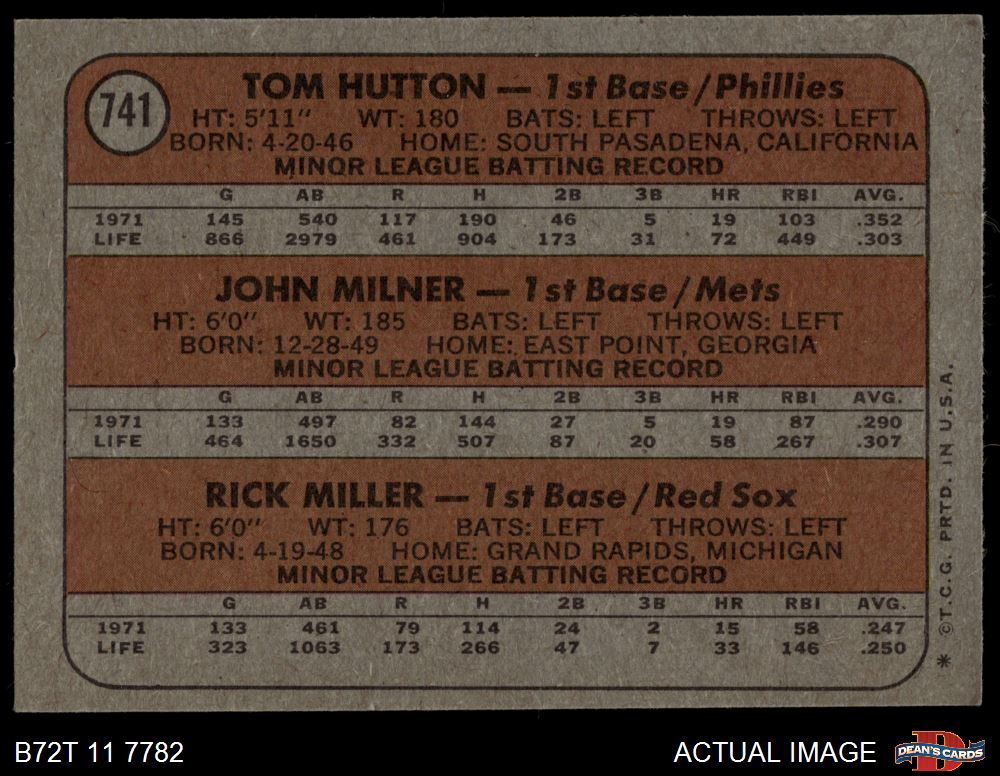 741
TOM HUTTON — 1st Base/Phillies
HT: 5'11" WT: 180 BATS: LEFT THROWS: LEFT
BORN: 4-20-46 HOME: SOUTH PASADENA, CALIFORNIA
MINOR LEAGUE BATTING RECORD
G AB R H 2B 3B HR RBI AVG.
1971 145 540 117 190 46 5 19 103 .352
LIFE 866 2979 461 904 173 31 72 449 .303
JOHN MILNER — 1st Base/Mets
HT: 6'0" WT: 185 BATS: LEFT THROWS: LEFT
BORN: 12-28-49 HOME: EAST POINT, GEORGIA
MINOR LEAGUE BATTING RECORD
G AB R H 2B 3B HR RBI AVG.
1971 133 497 82 144 27 5 19 87 .290
LIFE 464 1650 332 507 87 20 58 267 .307
RICK MILLER — 1st Base/Red Sox
HT: 6'0" WT: 176 BATS: LEFT THROWS: LEFT
BORN: 4-19-48 HOME: GRAND RAPIDS, MICHIGAN
MINOR LEAGUE BATTING RECORD
G AB R H 2B 3B HR RBI AVG.
1971 133 461 79 114 24 2 15 58 .247
LIFE 323 1063 173 266 47 7 33 146 .250
* ©T.C.G. PRTD. IN U.S.A.
B72T 11 7782
ACTUAL IMAGE
D
DEAN'S CARDS